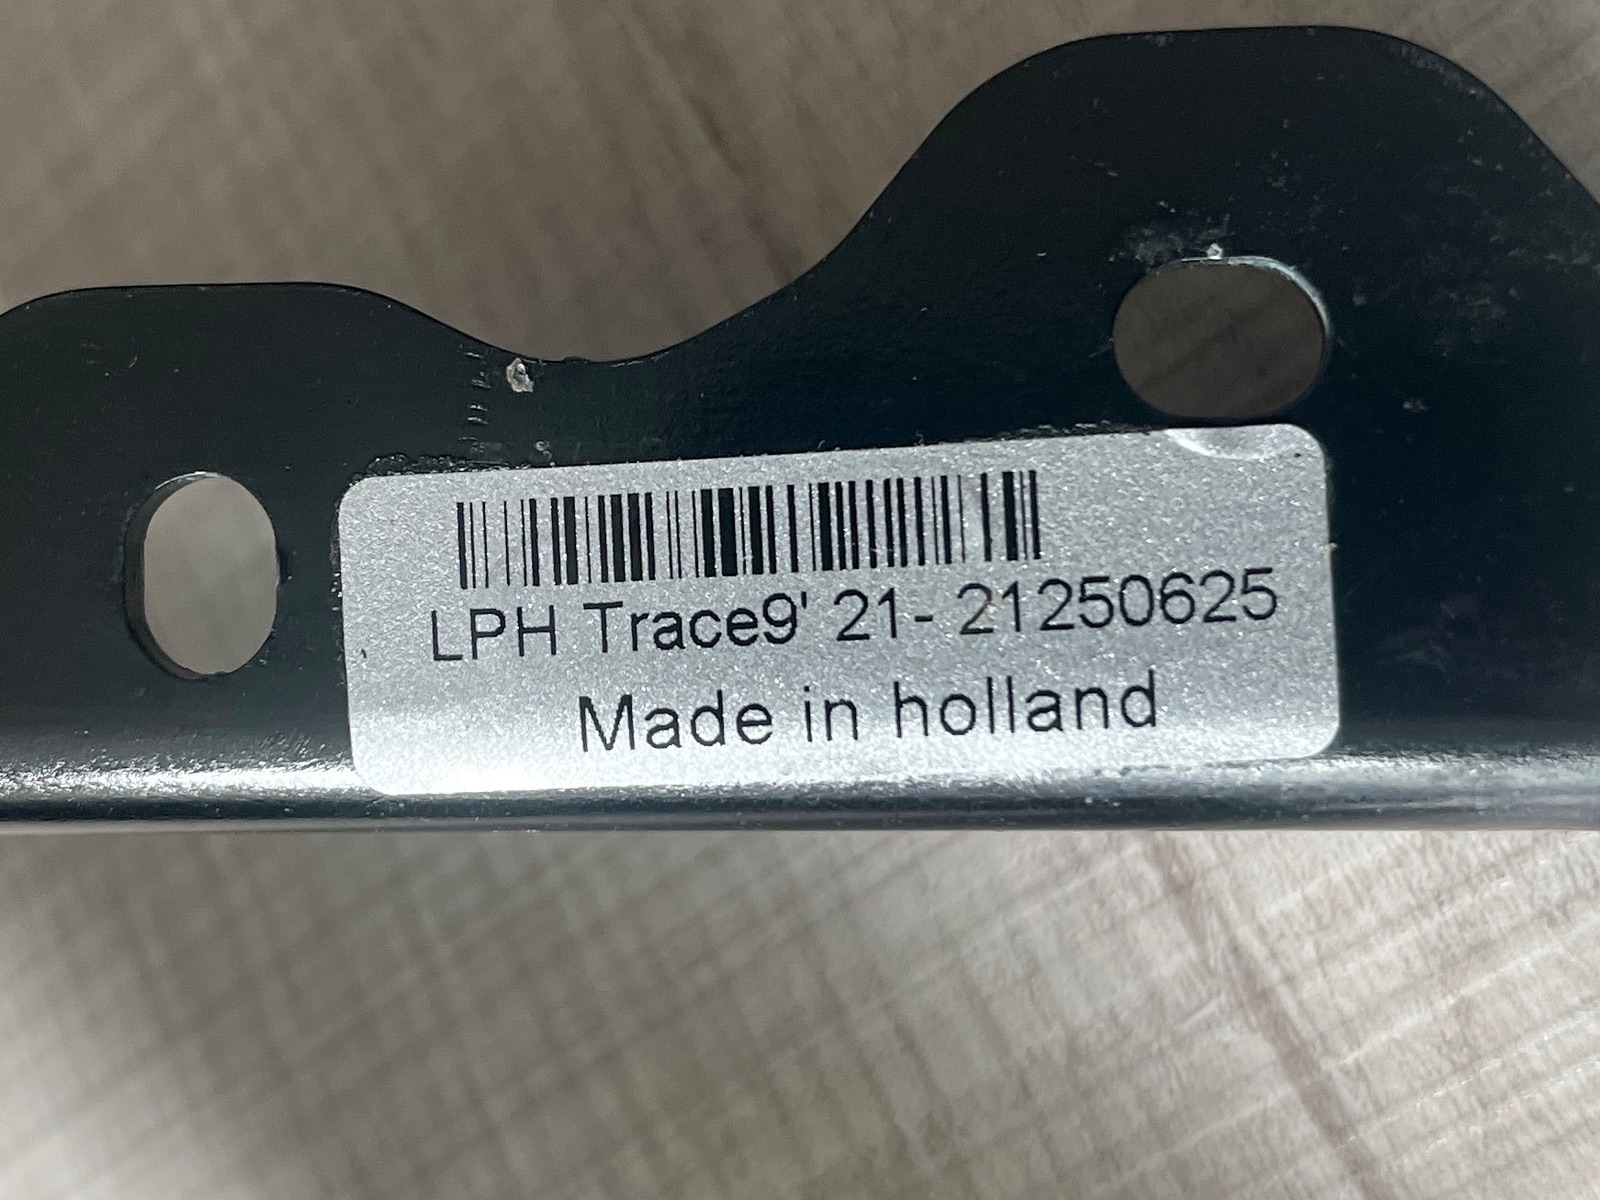 LPH Trace9' 21- 21250625
Made in holland